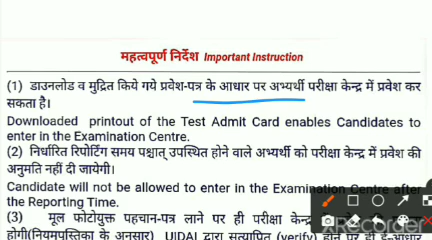 महत्वपूर्ण निर्देश Important Instruction
(1) डाउनलोड व मुद्रित किये गये प्रवेश-पत्र के आधार पर अभ्यर्थी परीक्षा केन्द्र में प्रवेश कर
सकता है।
Downloaded printout of the Test Admit Card enables Candidates to
enter in the Examination Centre.
(2) निर्धारित रिपोर्टिंग समय पश्चात् उपस्थित होने वाले अभ्यर्थी को परीक्षा केन्द्र में प्रवेश की
अनुमति नहीं दी जायेगी।
Candidate will not be allowed to enter in the Examination Centre after
the Reporting Time.
(3) मूल फोटोयुक्त पहचान-पत्र लाने पर ही परीक्षा केन्द्र
होगी(नियमपुस्तिका के अनुसार) UIDAI द्वारा सत्यापित (verify) होने पर ही ई-आधार